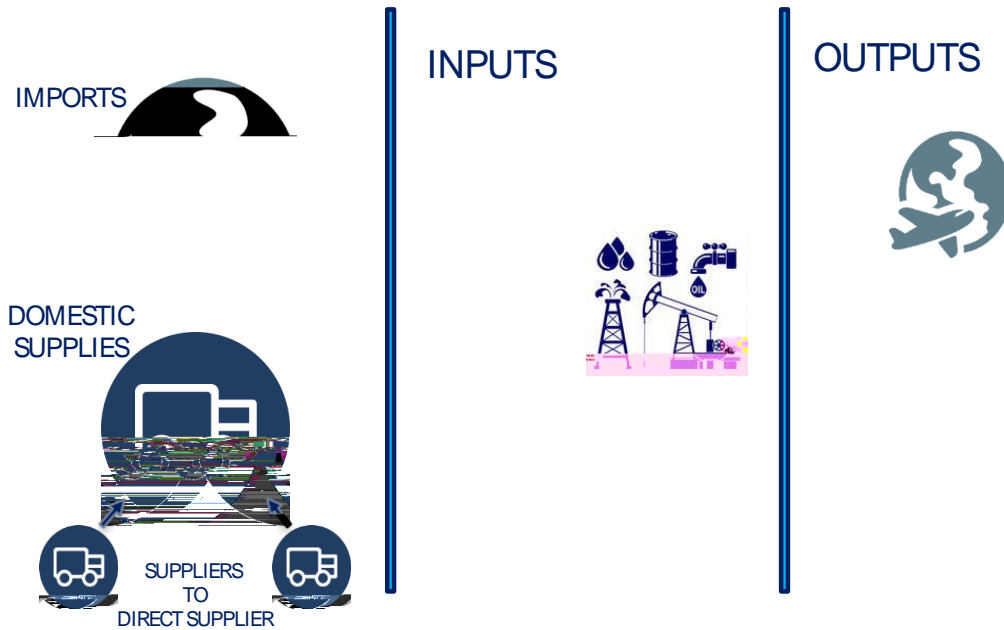 IMPORTS
DOMESTIC
SUPPLIES
SUPPLIERS
TO
DIRECT SUPPLIER
INPUTS
OIL
OUTPUTS